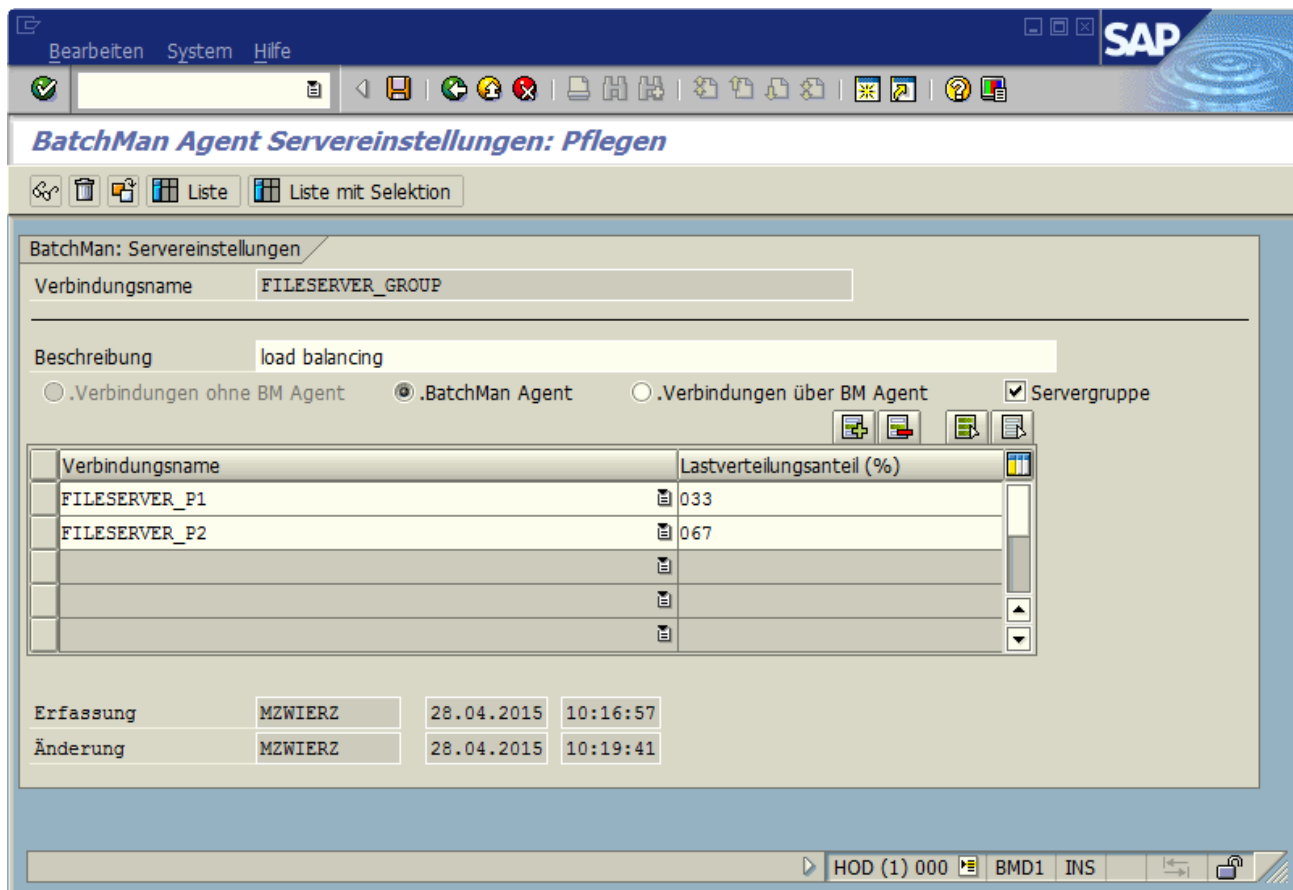 Bearbeiten System Hilfe
SAP
BatchMan Agent Servereinstellungen: Pflegen
Liste Liste mit Selektion
BatchMan: Servereinstellungen
Verbindungsname FILESERVER_GROUP
Beschreibung load balancing
.Verbindungen ohne BM Agent .BatchMan Agent .Verbindungen über BM Agent Servergruppe
Verbindungsname Lastverteilungsanteil (%)
FILESERVER_P1 033
FILESERVER_P2 067
Erfassung MZWIERZ 28.04.2015 10:16:57
Änderung MZWIERZ 28.04.2015 10:19:41
HOD (1) 000 BMD1 INS